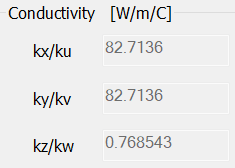 Conductivity [W/m/C]
kx/ku 82.7136
ky/kv 82.7136
kz/kw 0.768543